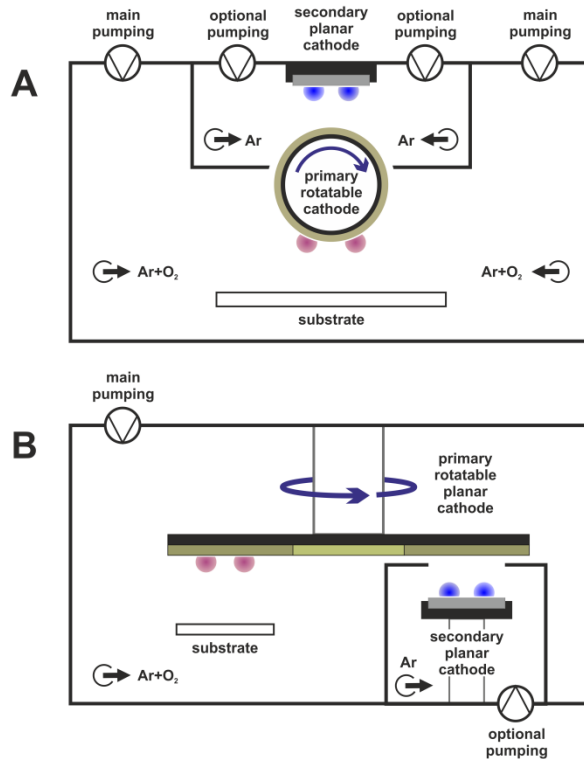 main
pumping
optional
pumping
secondary
planar
cathode
optional
pumping
main
pumping
A
Ar
Ar
primary
rotatable
cathode
Ar+O₂
Ar+O₂
substrate
main
pumping
B
primary
rotatable
planar
cathode
substrate
secondary
planar
cathode
Ar
Ar+O₂
optional
pumping